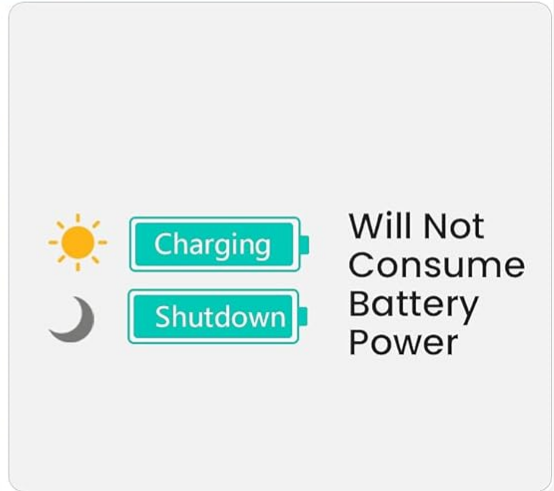 Charging
Shutdown
Will Not
Consume
Battery
Power